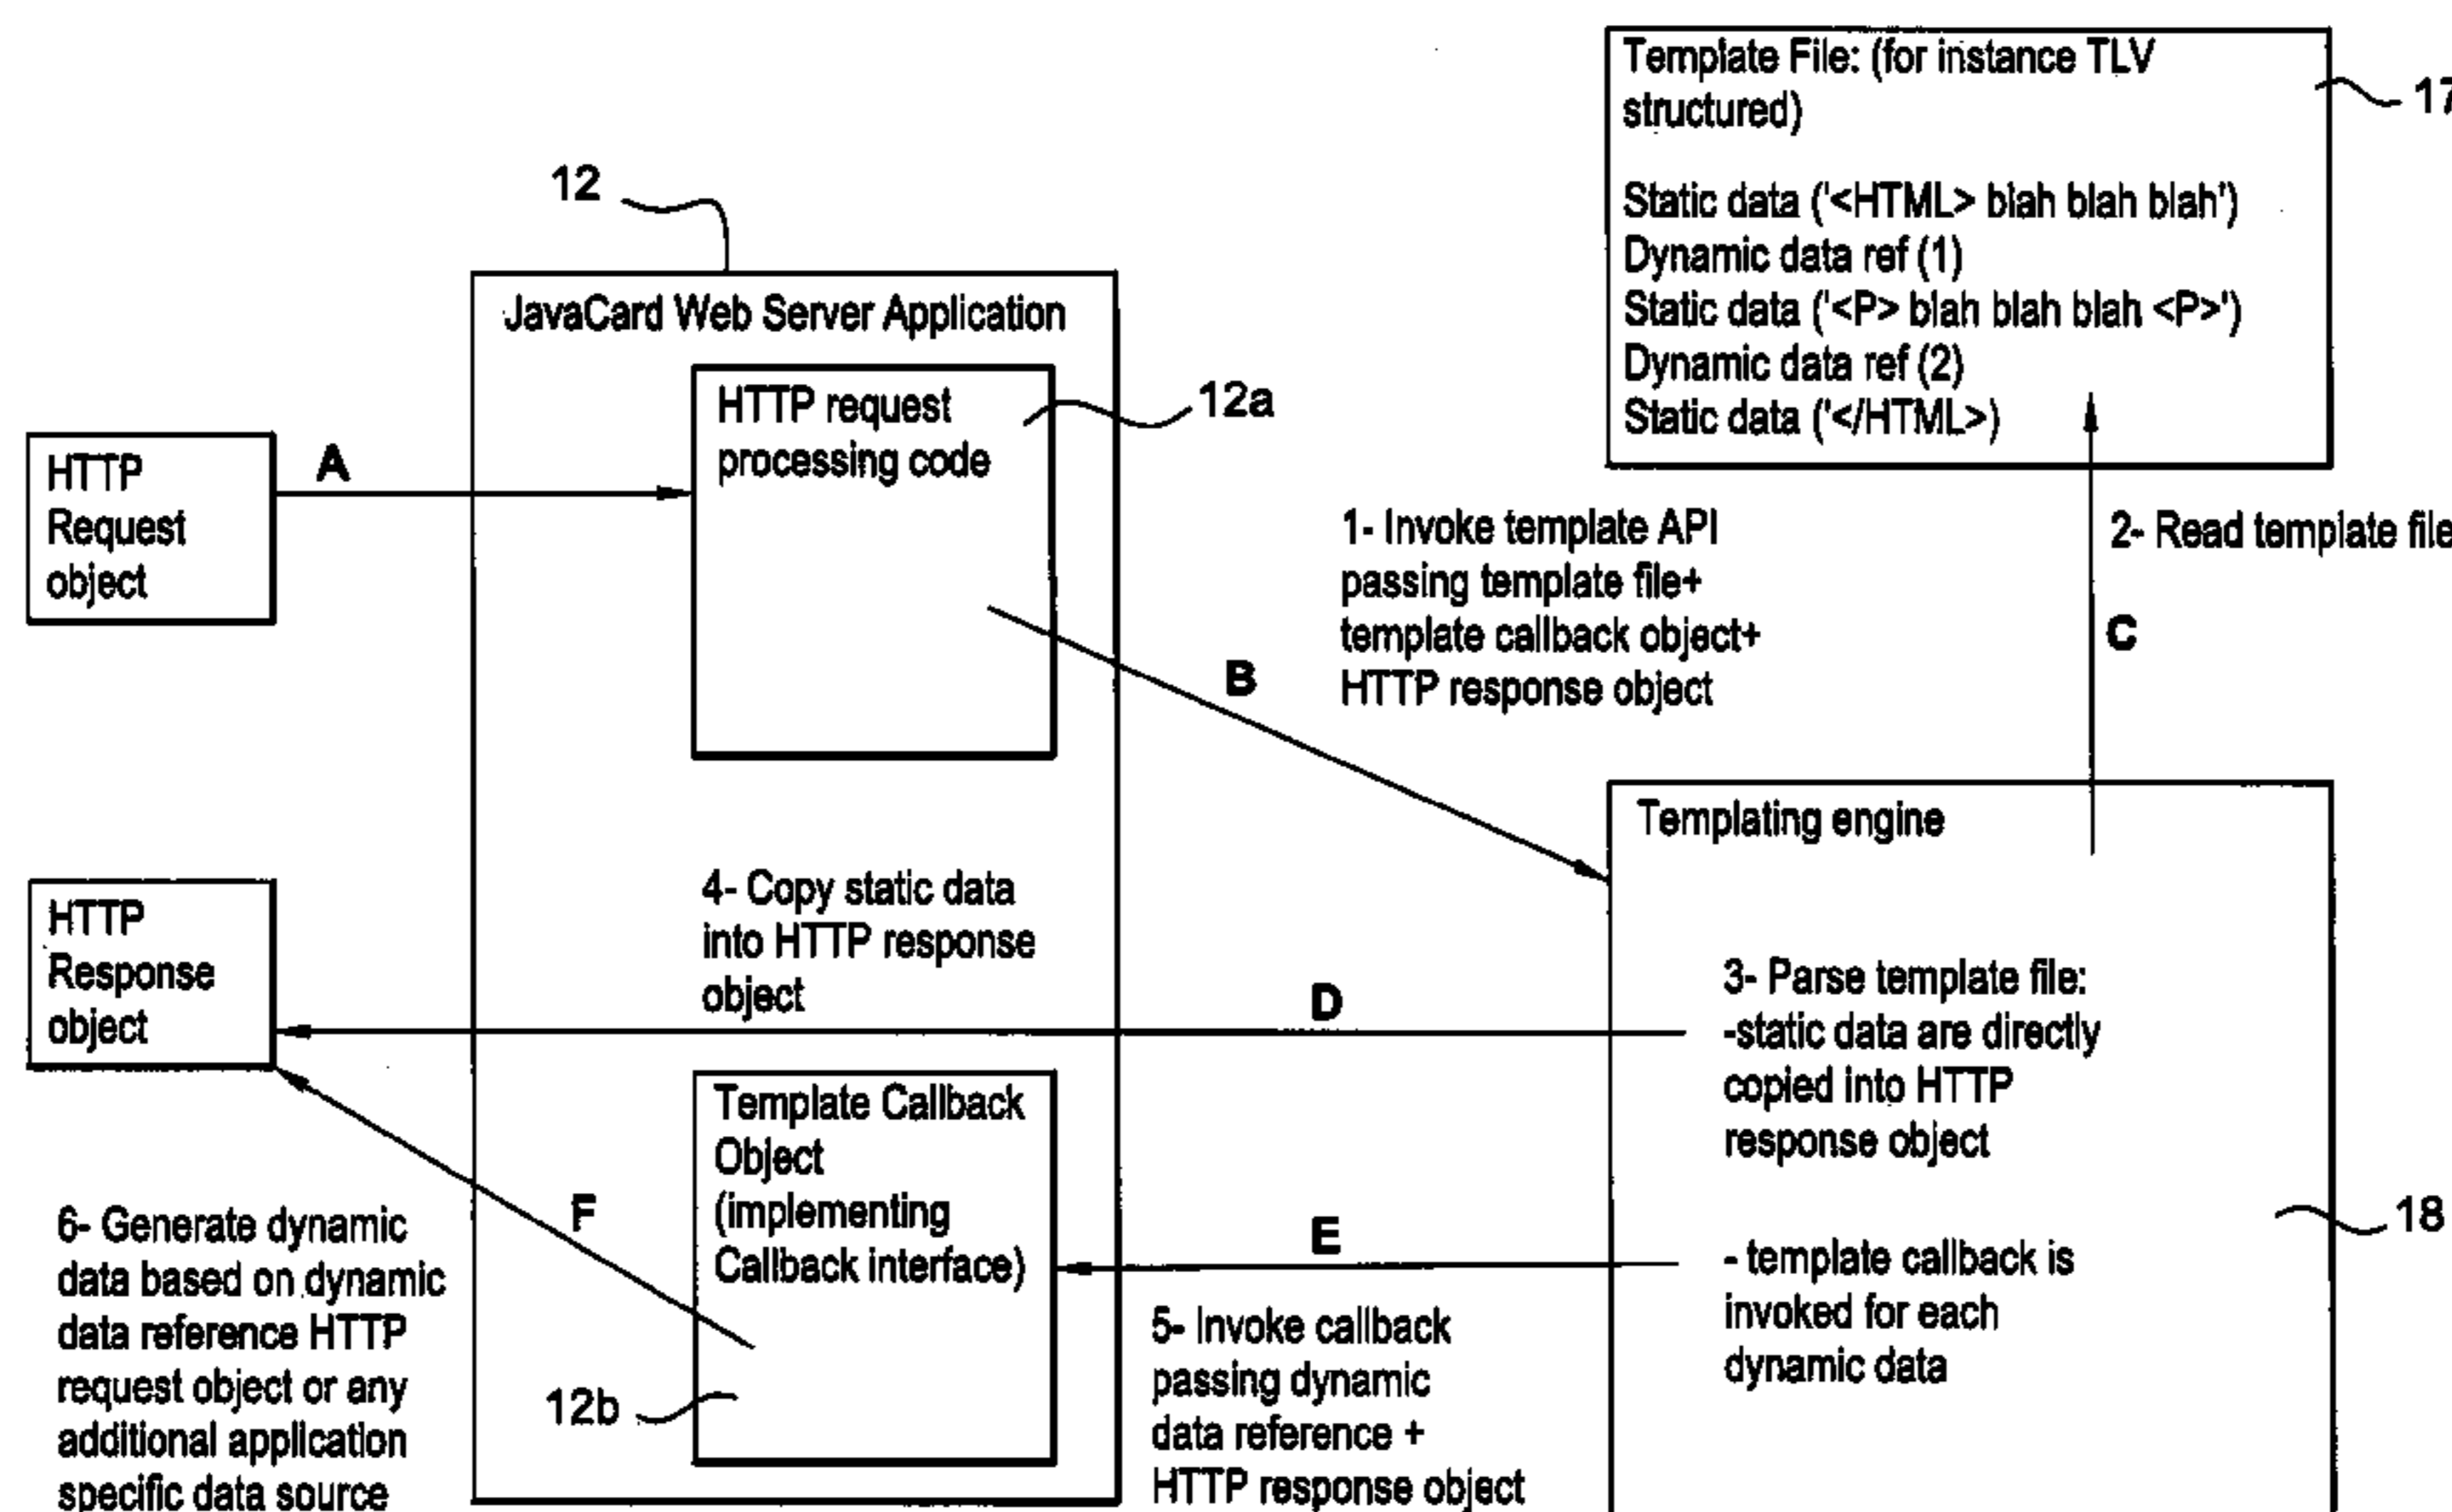 Template File: (for instance TLV
structured)
17
Static data ('<HTML> blah blah blah')
Dynamic data ref (1)
Static data ('<P> blah blah blah <P>')
Dynamic data ref (2)
Static data ('</HTML>)
12
JavaCard Web Server Application
HTTP request
processing code
12a
HTTP
Request
object
A
1- Invoke template API
passing template file+
template callback object+
HTTP response object
B
2- Read template file
C
Templating engine
HTTP
Response
object
4- Copy static data
into HTTP response
object
D
3- Parse template file:
-static data are directly
copied into HTTP
response object
- template callback is
invoked for each
dynamic data
18
Template Callback
Object
(implementing
Callback interface)
E
F
12b
5- Invoke callback
passing dynamic
data reference +
HTTP response object
6- Generate dynamic
data based on dynamic
data reference HTTP
request object or any
additional application
specific data source